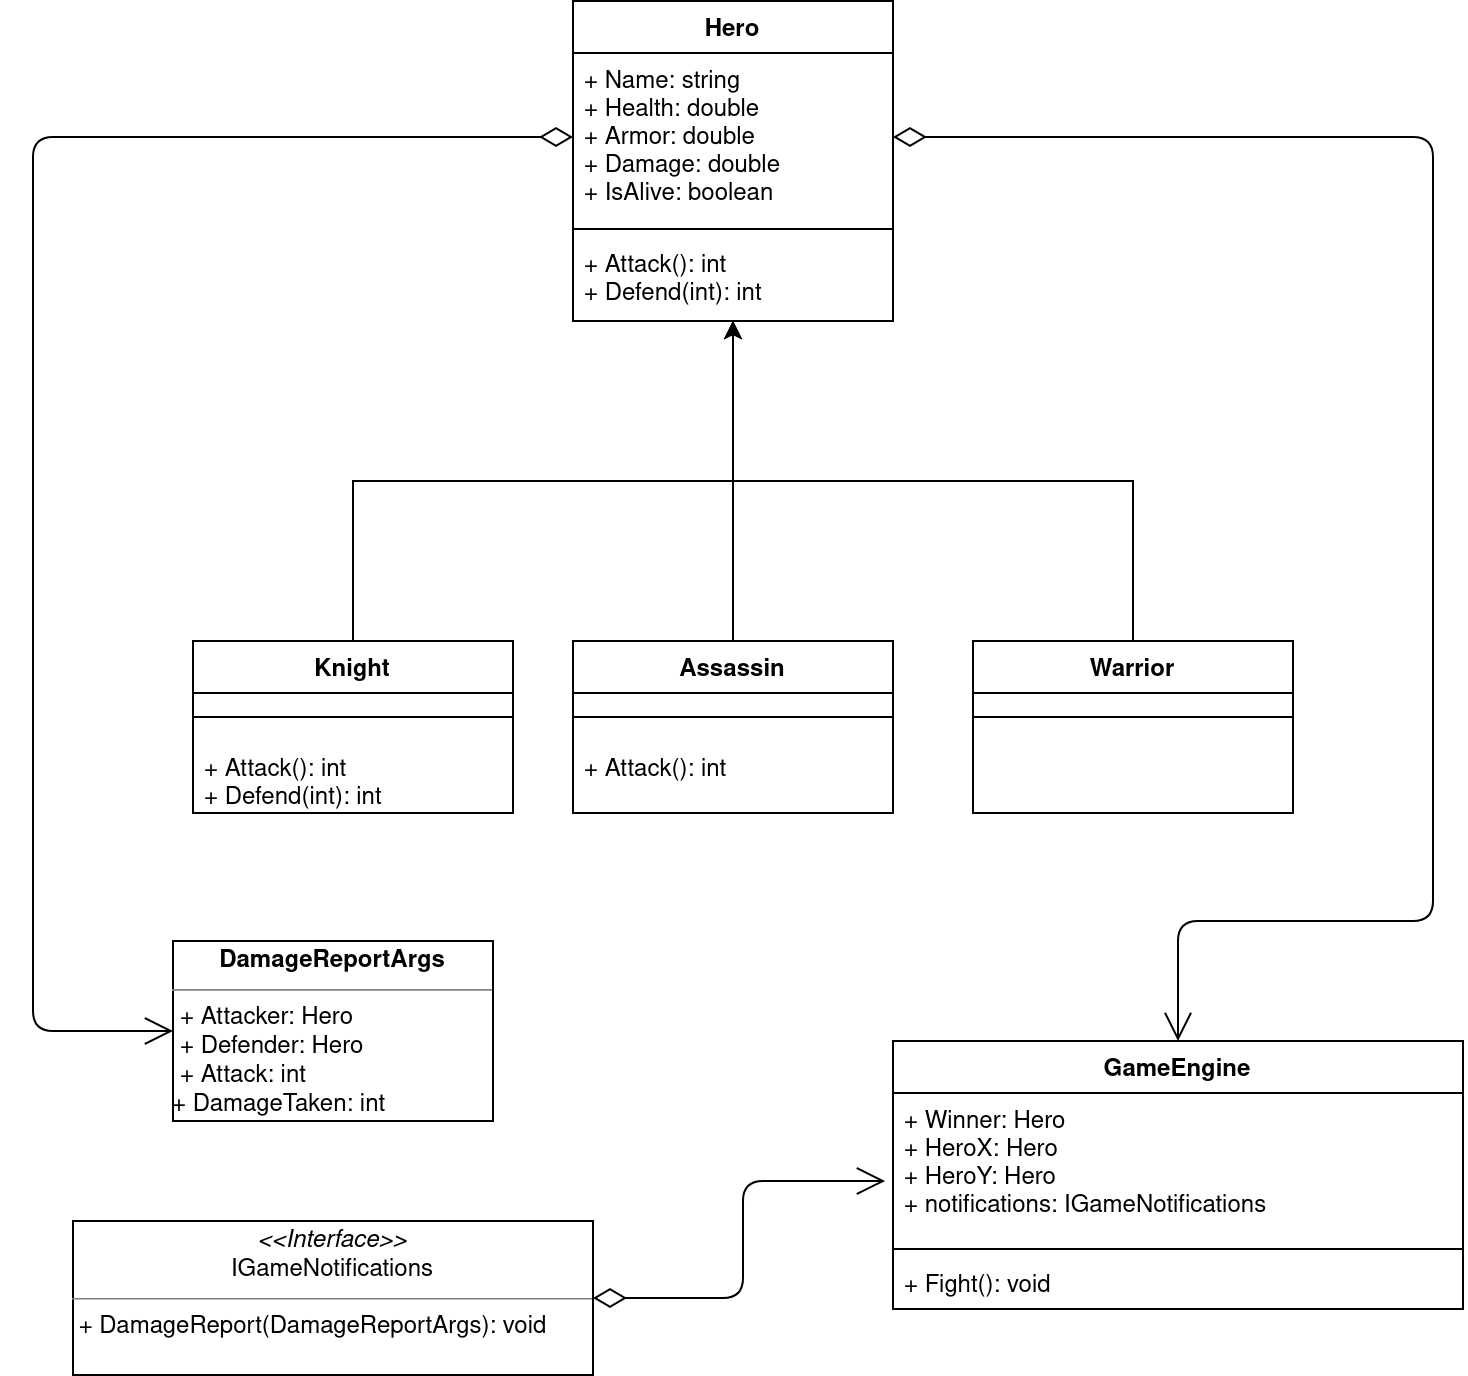 Hero
+ Name: string
+ Health: double
+ Armor: double
+ Damage: double
+ IsAlive: boolean
+ Attack(): int
+ Defend(int): int
Knight
+ Attack(): int
+ Defend(int): int
Assassin
+ Attack(): int
Warrior
DamageReportArgs
+ Attacker: Hero
+ Defender: Hero
+ Attack: int
+ DamageTaken: int
GameEngine
+ Winner: Hero
+ HeroX: Hero
+ HeroY: Hero
+ notifications: IGameNotifications
+ Fight(): void
<<Interface>>
IGameNotifications
+ DamageReport(DamageReportArgs): void